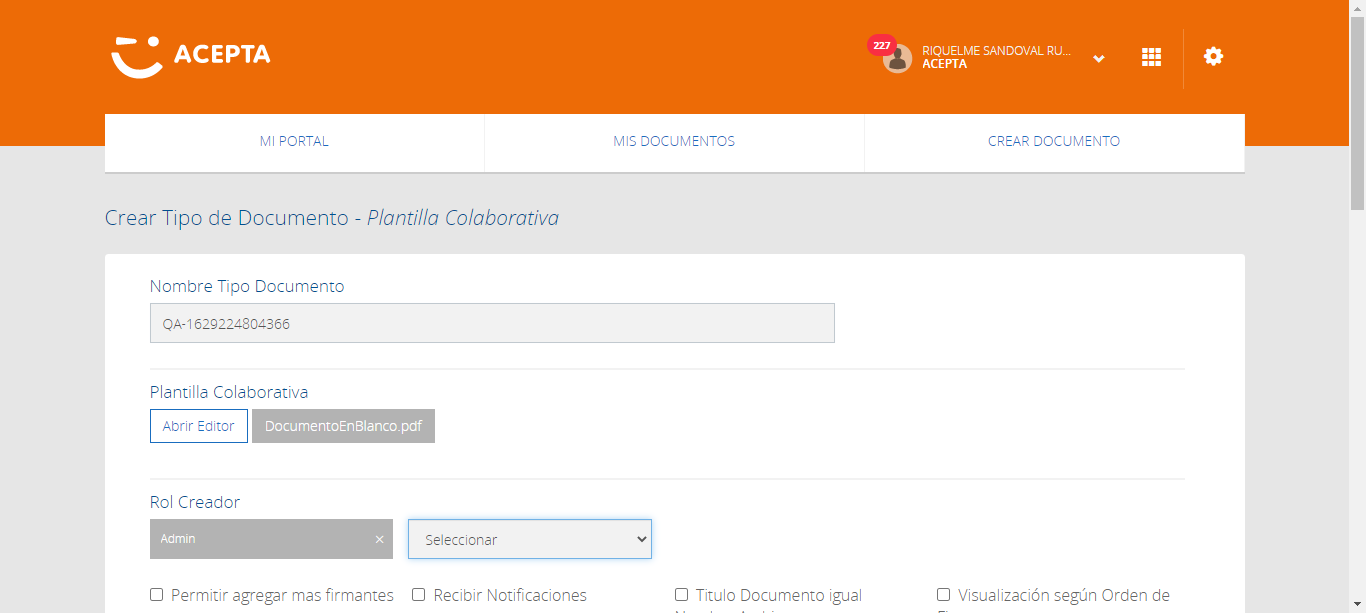 ACEPTA
227
RIQUELME SANDOVAL RU...
ACEPTA
MI PORTAL
MIS DOCUMENTOS
CREAR DOCUMENTO
Crear Tipo de Documento - Plantilla Colaborativa
Nombre Tipo Documento
QA-1629224804366
Plantilla Colaborativa
Abrir Editor
DocumentoEnBlanco.pdf
Rol Creador
Admin ×
Seleccionar
Permitir agregar mas firmantes
Recibir Notificaciones
Titulo Documento igual
Visualización según Orden de